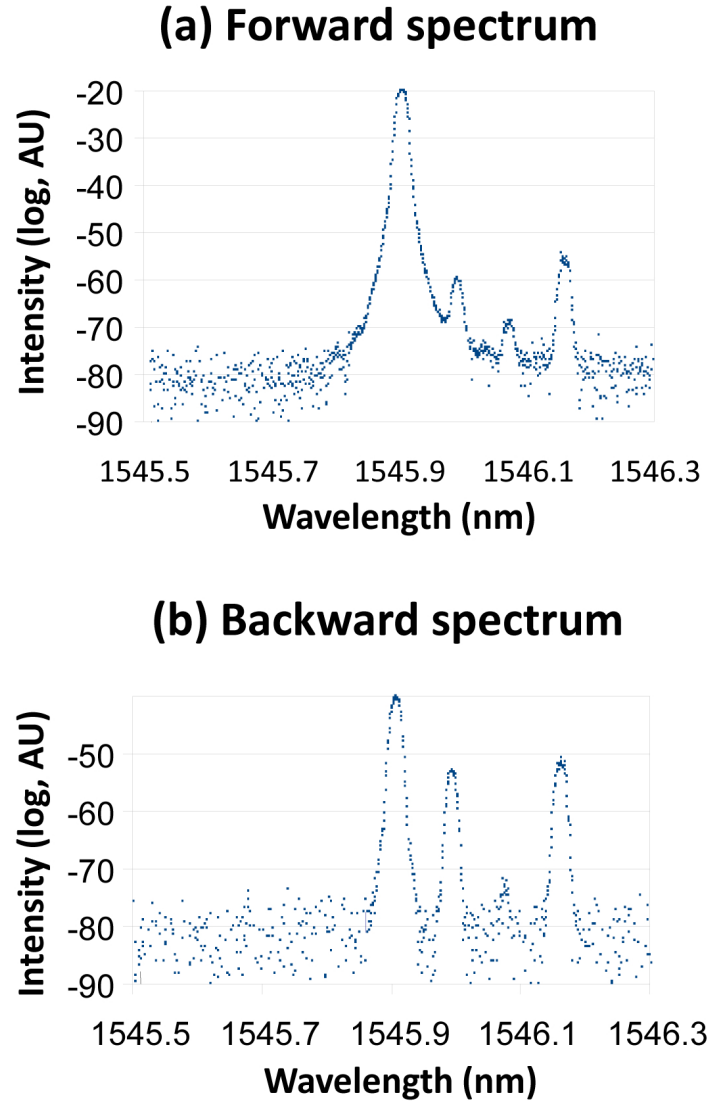 (a) Forward spectrum
Intensity (log, AU)
-20
-30
-40
-50
-60
-70
-80
-90
1545.5 1545.7 1545.9 1546.1 1546.3
Wavelength (nm)
(b) Backward spectrum
Intensity (log, AU)
-50
-60
-70
-80
-90
1545.5 1545.7 1545.9 1546.1 1546.3
Wavelength (nm)